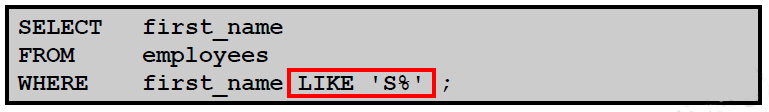 SELECT first_name
FROM employees
WHERE first_name LIKE 'S%' ;